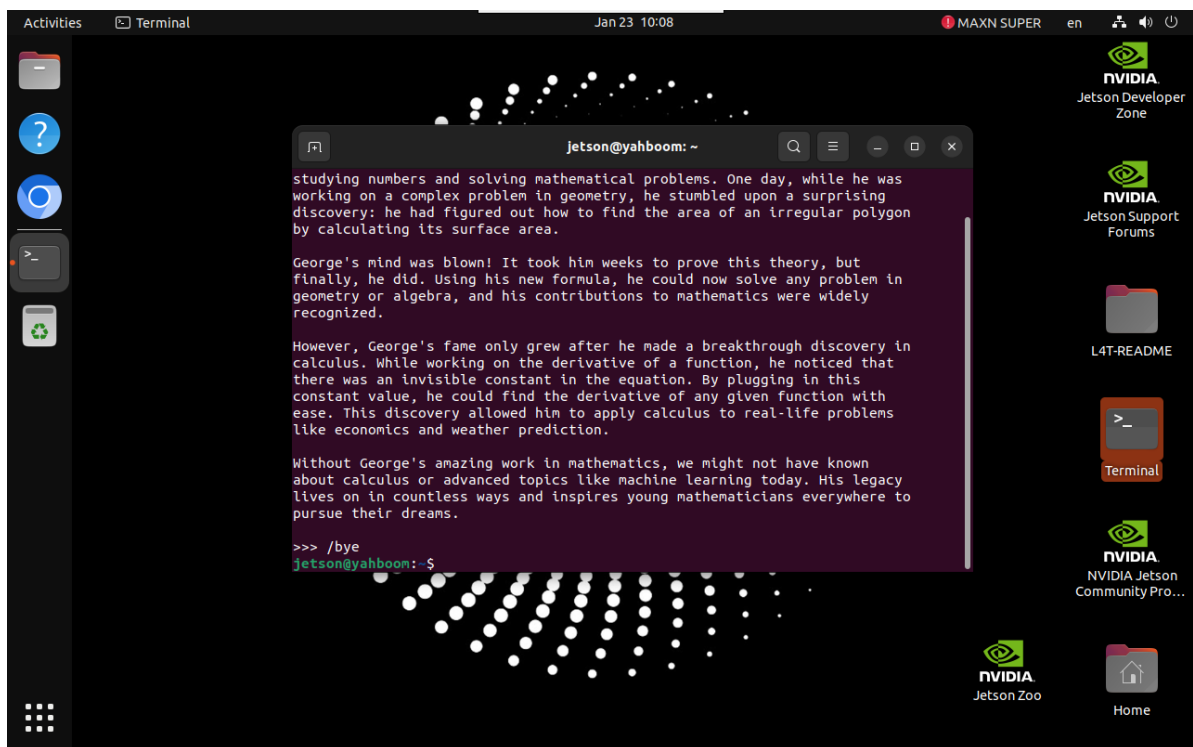 Activities
Terminal
Jan 23 10:08
MAXN SUPER
en
jetson@yahboom: ~
studying numbers and solving mathematical problems. One day, while he was
working on a complex problem in geometry, he stumbled upon a surprising
discovery: he had figured out how to find the area of an irregular polygon
by calculating its surface area.
George's mind was blown! It took him weeks to prove this theory, but
finally, he did. Using his new formula, he could now solve any problem in
geometry or algebra, and his contributions to mathematics were widely
recognized.
However, George's fame only grew after he made a breakthrough discovery in
calculus. While working on the derivative of a function, he noticed that
there was an invisible constant in the equation. By plugging in this
constant value, he could find the derivative of any given function with
ease. This discovery allowed him to apply calculus to real-life problems
like economics and weather prediction.
Without George's amazing work in mathematics, we might not have known
about calculus or advanced topics like machine learning today. His legacy
lives on in countless ways and inspires young mathematicians everywhere to
pursue their dreams.
>>> /bye
jetson@yahboom:~$
NVIDIA.
Jetson Developer
Zone
NVIDIA.
Jetson Support
Forums
L4T-README
>_
Terminal
NVIDIA.
NVIDIA Jetson
Community Pro...
NVIDIA.
Jetson Zoo
Home